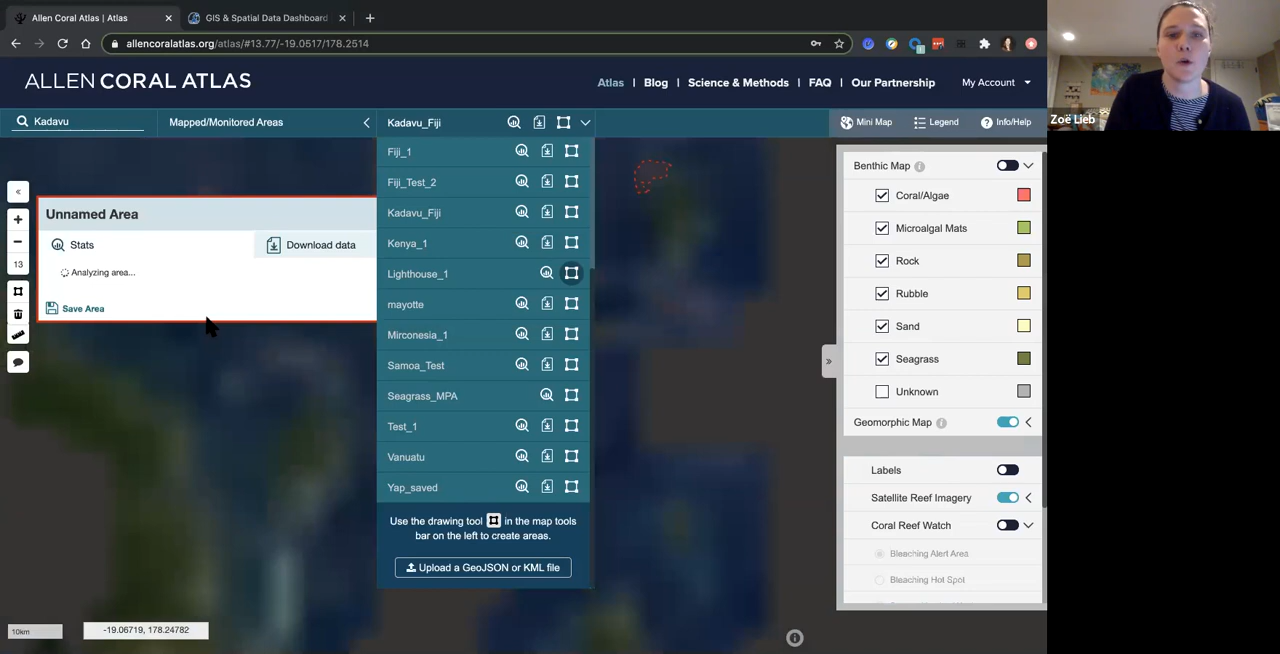 Allen Coral Atlas | Atlas
GIS & Spatial Data Dashboard
allencoralatlas.org/atlas/#13.77/-19.0517/178.2514
ALLEN CORAL ATLAS
Atlas | Blog | Science & Methods | FAQ | Our Partnership
My Account
Zoë Lieb
Kadavu
Mapped/Monitored Areas
Kadavu_Fiji
Mini Map
Legend
Info/Help
Fiji_1
Fiji_Test_2
Kadavu_Fiji
Kenya_1
Lighthouse_1
mayotte
Mirconesia_1
Samoa_Test
Seagrass_MPA
Test_1
Vanuatu
Yap_saved
Use the drawing tool in the map tools
bar on the left to create areas.
Upload a GeoJSON or KML file
Unnamed Area
Stats
Download data
Analyzing area...
Save Area
13
Benthic Map
Coral/Algae
Microalgal Mats
Rock
Rubble
Sand
Seagrass
Unknown
Geomorphic Map
Labels
Satellite Reef Imagery
Coral Reef Watch
Bleaching Alert Area
Bleaching Hot Spot
10km
-19.06719, 178.24782